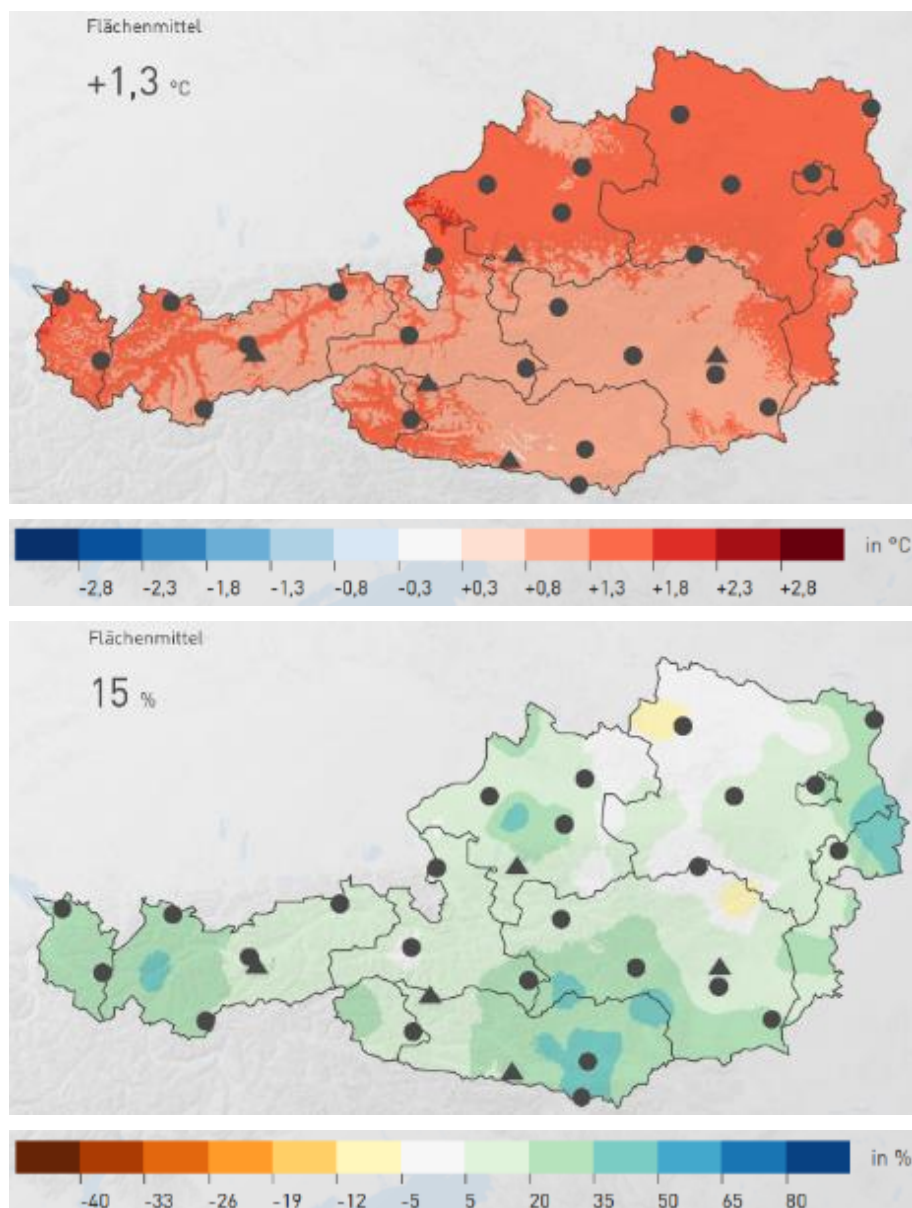 Flächenmittel
+1,3 °C
in °C
-2,8 -2,3 -1,8 -1,3 -0,8 -0,3 +0,3 +0,8 +1,3 +1,8 +2,3 +2,8
Flächenmittel
15 %
in %
-40 -33 -26 -19 -12 -5 5 20 35 50 65 80